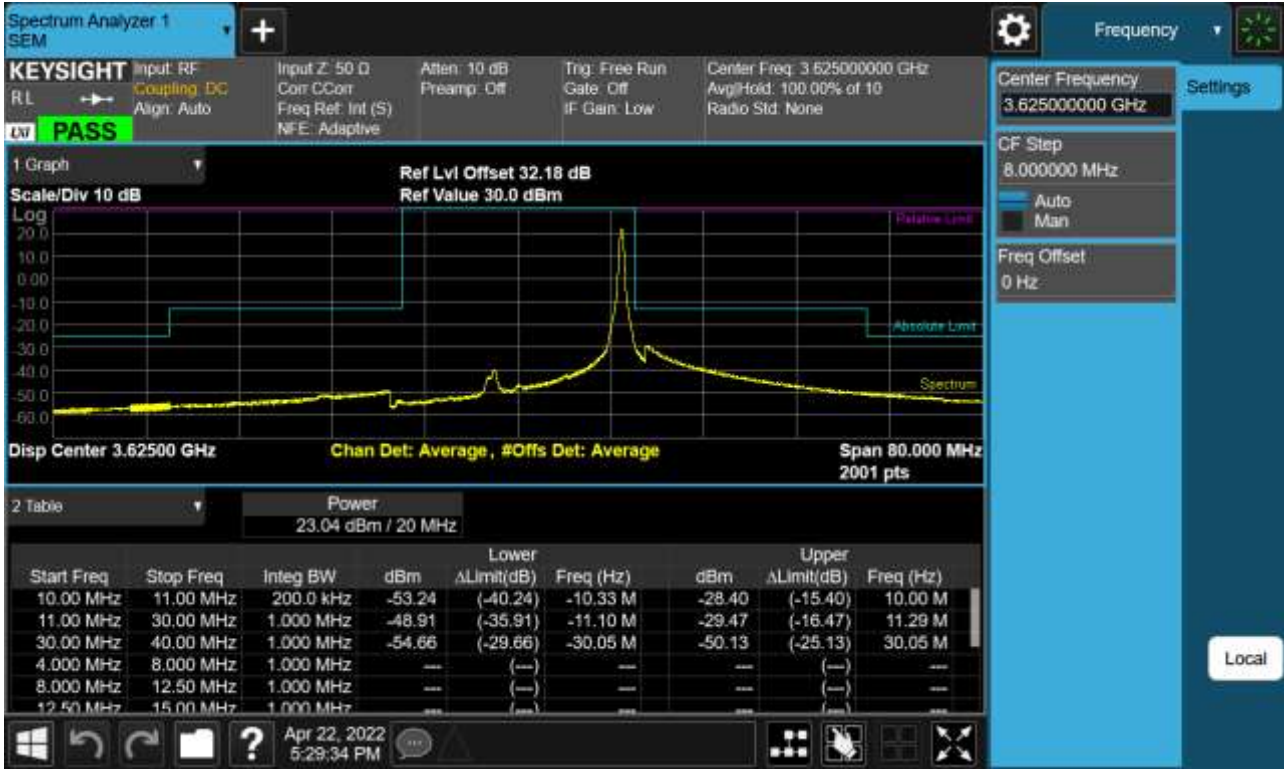 Spectrum Analyzer 1
SEM
Frequency
KEYSIGHT
Input: RF
Coupling: DC
Align: Auto
Input Z: 50 Ω
Corr CCorr
Freq Ref: Int (S)
NFE: Adaptive
Atten: 10 dB
Preamp: Off
Trig: Free Run
Gate: Off
IF Gain: Low
Center Freq: 3.625000000 GHz
Avg|Hold: 100.00% of 10
Radio Std: None
RL
LXI
PASS
Center Frequency
3.625000000 GHz
Settings
CF Step
8.000000 MHz
Auto
Man
Freq Offset
0 Hz
1 Graph
Scale/Div 10 dB
Ref Lvl Offset 32.18 dB
Ref Value 30.0 dBm
Log
20.0
10.0
0.00
-10.0
-20.0
-30.0
-40.0
-50.0
-60.0
Relative Limit
Absolute Limit
Spectrum
Disp Center 3.62500 GHz
Chan Det: Average, #Offs Det: Average
Span 80.000 MHz
2001 pts
2 Table
Power
23.04 dBm / 20 MHz
Lower Upper
Start Freq Stop Freq Integ BW dBm ΔLimit(dB) Freq (Hz) dBm ΔLimit(dB) Freq (Hz)
10.00 MHz 11.00 MHz 200.0 kHz -53.24 (-40.24) -10.33 M -28.40 (-15.40) 10.00 M
11.00 MHz 30.00 MHz 1.000 MHz -48.91 (-35.91) -11.10 M -29.47 (-16.47) 11.29 M
30.00 MHz 40.00 MHz 1.000 MHz -54.66 (-29.66) -30.05 M -50.13 (-25.13) 30.05 M
4.000 MHz 8.000 MHz 1.000 MHz --- (---) --- --- (---) ---
8.000 MHz 12.50 MHz 1.000 MHz --- (---) --- --- (---) ---
12.50 MHz 15.00 MHz 1.000 MHz --- (---) --- --- (---) ---
Local
Apr 22, 2022
5:29:34 PM